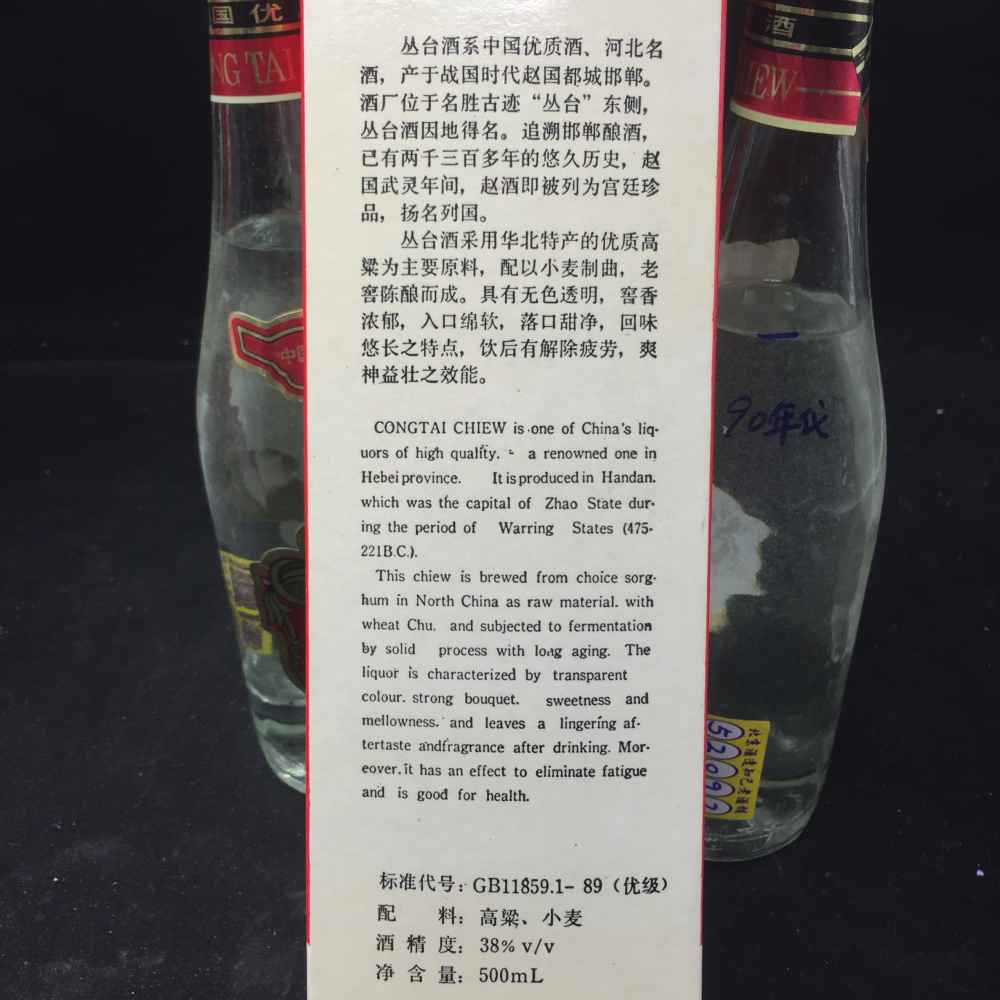 国优
NG TAI
酒
IEW
丛台酒系中国优质酒、河北名
酒，产于战国时代赵国都城邯郸。
酒厂位于名胜古迹“丛台”东侧，
丛台酒因地得名。追溯邯郸酿酒，
已有两千三百多年的悠久历史，赵
国武灵年间，赵酒即被列为宫廷珍
品，扬名列国。
丛台酒采用华北特产的优质高
粱为主要原料，配以小麦制曲，老
窖陈酿而成。具有无色透明，窖香
浓郁，入口绵软，落口甜净，回味
悠长之特点，饮后有解除疲劳，爽
神益壮之效能。
CONGTAI CHIEW is one of China's liq-
uors of high quality. a renowned one in
Hebei province. It is produced in Handan.
which was the capital of Zhao State dur-
ing the period of Warring States (475-
221B.C.).
This chiew is brewed from choice sorg-
hum in North China as raw material. with
wheat Chu. and subjected to fermentation
by solid process with long aging. The
liquor is characterized by transparent
colour. strong bouquet. sweetness and
mellowness. and leaves a lingering af-
tertaste andfragrance after drinking. Mor-
eover. it has an effect to eliminate fatigue
and is good for health.
标准代号：GB11859.1-89（优级）
配 料：高粱、小麦
酒精度：38% v/v
净含量：500mL
中国
90年代
52099